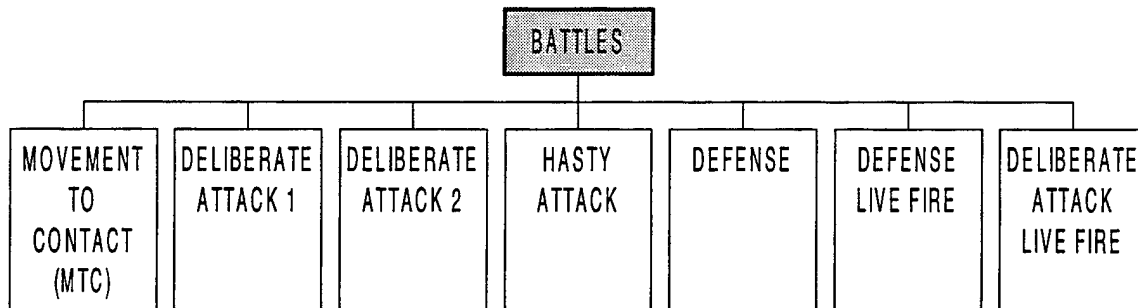 BATTLES
MOVEMENT
TO
CONTACT
(MTC)
DELIBERATE
ATTACK 1
DELIBERATE
ATTACK 2
HASTY
ATTACK
DEFENSE
DEFENSE
LIVE FIRE
DELIBERATE
ATTACK
LIVE FIRE